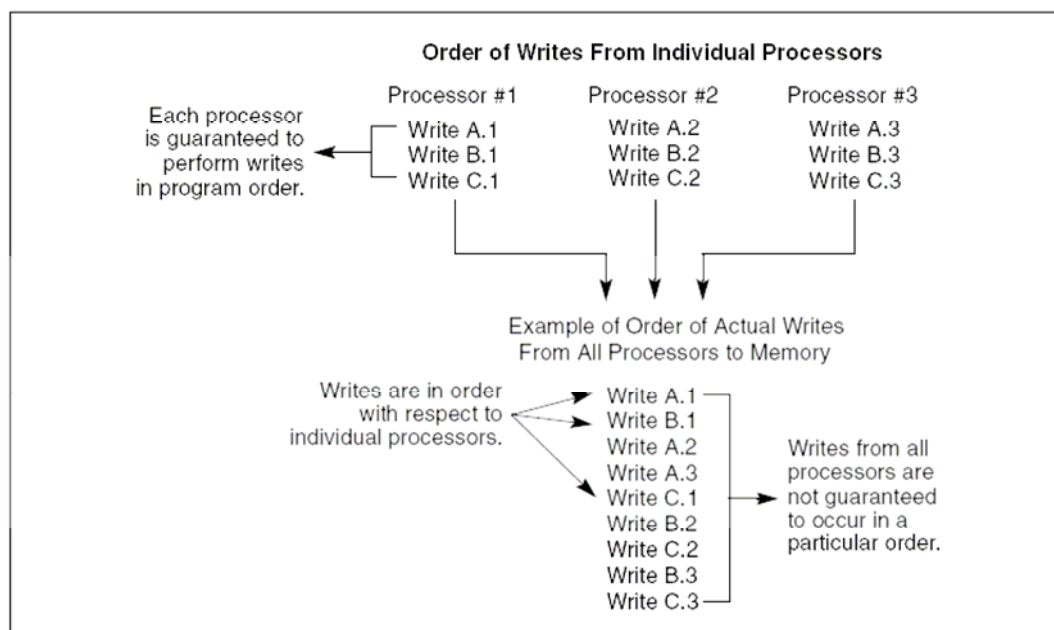 Order of Writes From Individual Processors
Processor #1
Processor #2
Processor #3
Each processor
is guaranteed to
perform writes
in program order.
Write A.1
Write B.1
Write C.1
Write A.2
Write B.2
Write C.2
Write A.3
Write B.3
Write C.3
Example of Order of Actual Writes
From All Processors to Memory
Writes are in order
with respect to
individual processors.
Write A.1
Write B.1
Write A.2
Write A.3
Write C.1
Write B.2
Write C.2
Write B.3
Write C.3
Writes from all
processors are
not guaranteed
to occur in a
particular order.